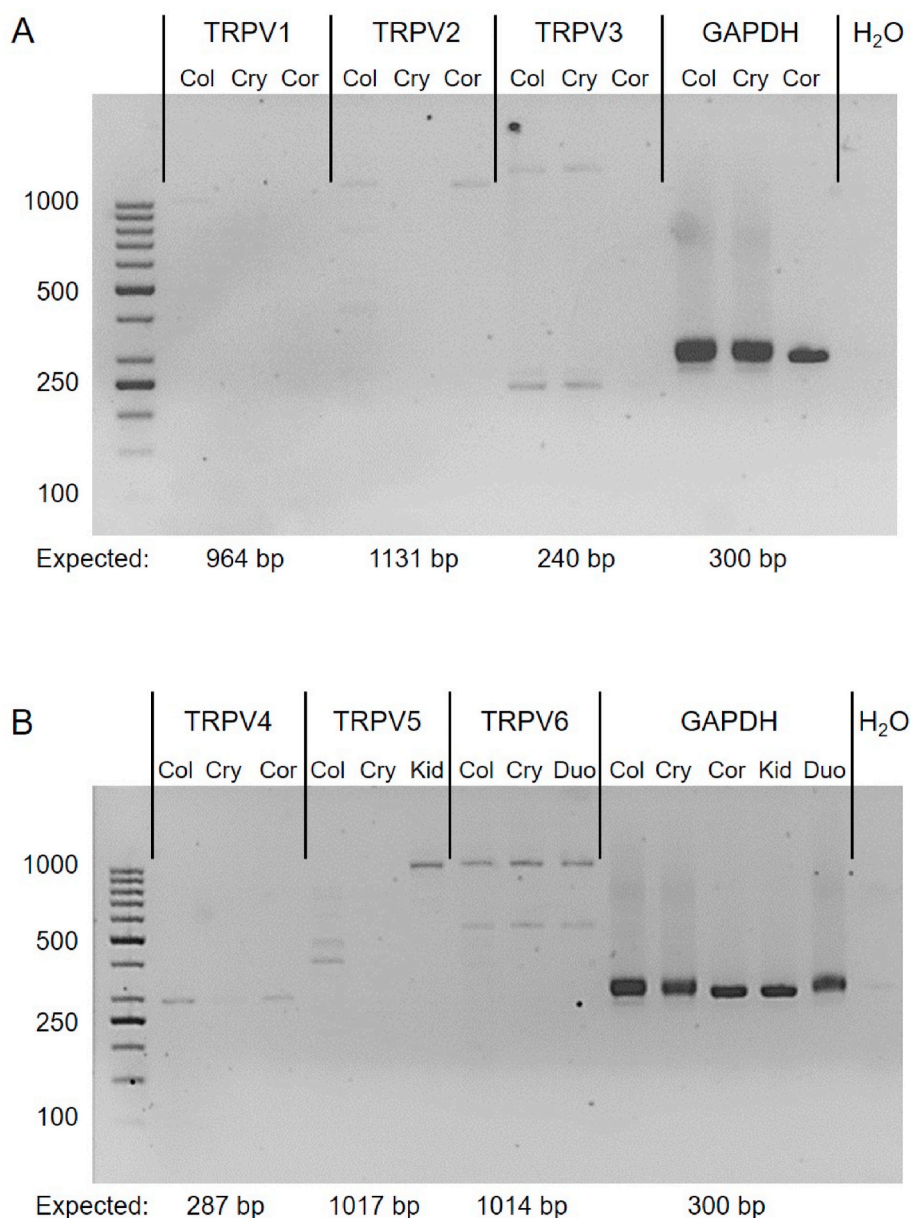 A
TRPV1 TRPV2 TRPV3 GAPDH H₂O
Col Cry Cor Col Cry Cor Col Cry Cor Col Cry Cor
1000
500
250
100
Expected: 964 bp 1131 bp 240 bp 300 bp
B
TRPV4 TRPV5 TRPV6 GAPDH H₂O
Col Cry Cor Col Cry Kid Col Cry Duo Col Cry Cor Kid Duo
1000
500
250
100
Expected: 287 bp 1017 bp 1014 bp 300 bp